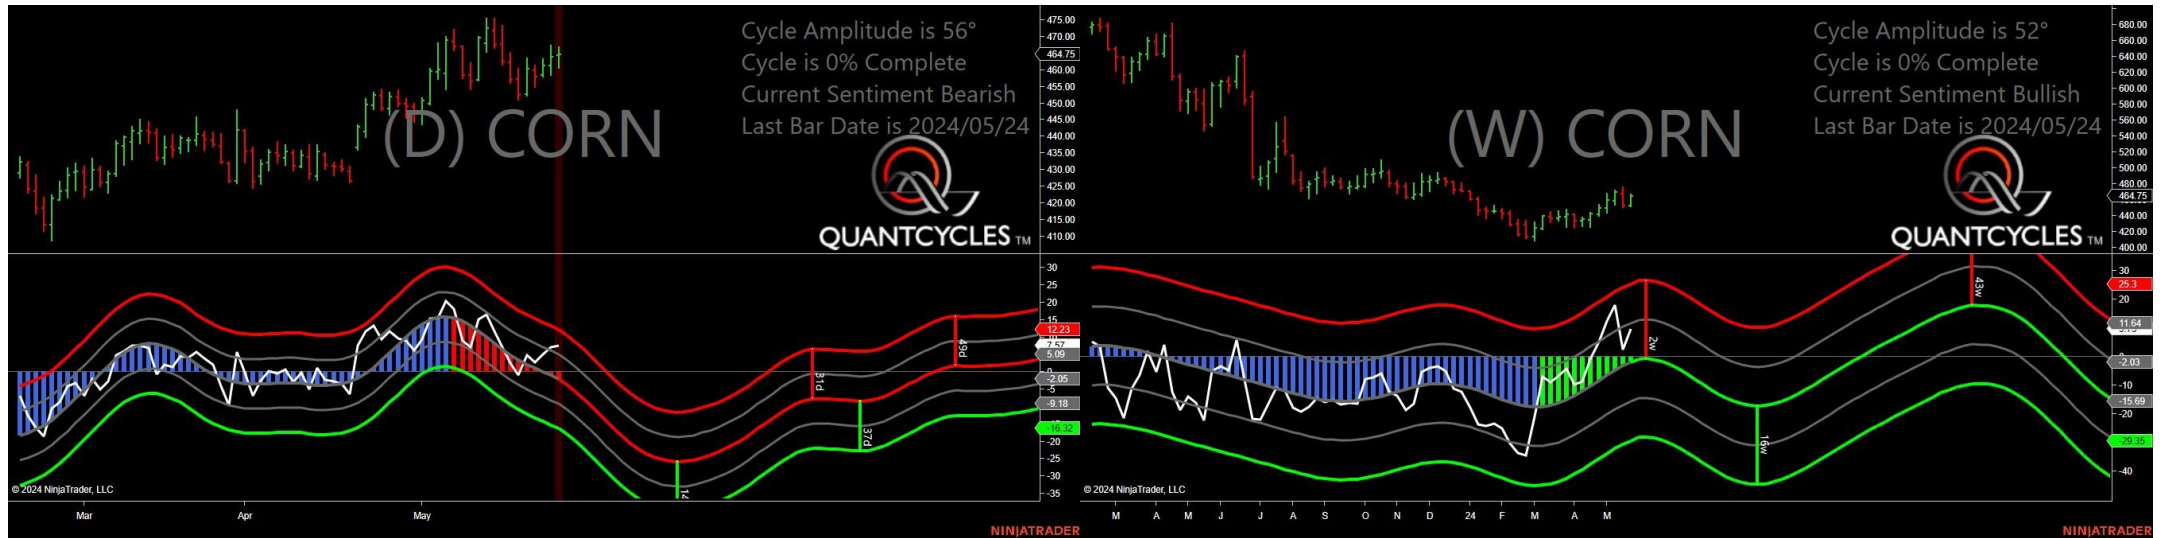 Cycle Amplitude is 56°
Cycle is 0% Complete
Current Sentiment Bearish
Last Bar Date is 2024/05/24
(D) CORN
QUANTCYCLES TM
475.00
470.00
464.75
460.00
455.00
450.00
445.00
440.00
435.00
430.00
425.00
420.00
415.00
410.00
30
25
20
15
12.23
7.57
5.09
0
-2.05
-5
-9.18
-16.32
-20
-25
-30
-35
31d
49d
37d
© 2024 NinjaTrader, LLC
Mar
Apr
May
NINJATRADER
Cycle Amplitude is 52°
Cycle is 0% Complete
Current Sentiment Bullish
Last Bar Date is 2024/05/24
(W) CORN
QUANTCYCLES TM
680.00
660.00
640.00
620.00
600.00
580.00
560.00
540.00
520.00
500.00
480.00
464.75
440.00
420.00
400.00
30
25.3
20
11.64
-2.03
-10
-15.69
-20
-29.35
-40
2w
43w
16w
© 2024 NinjaTrader, LLC
M A M J J A S O N D 24 F M A M
NINJATRADER